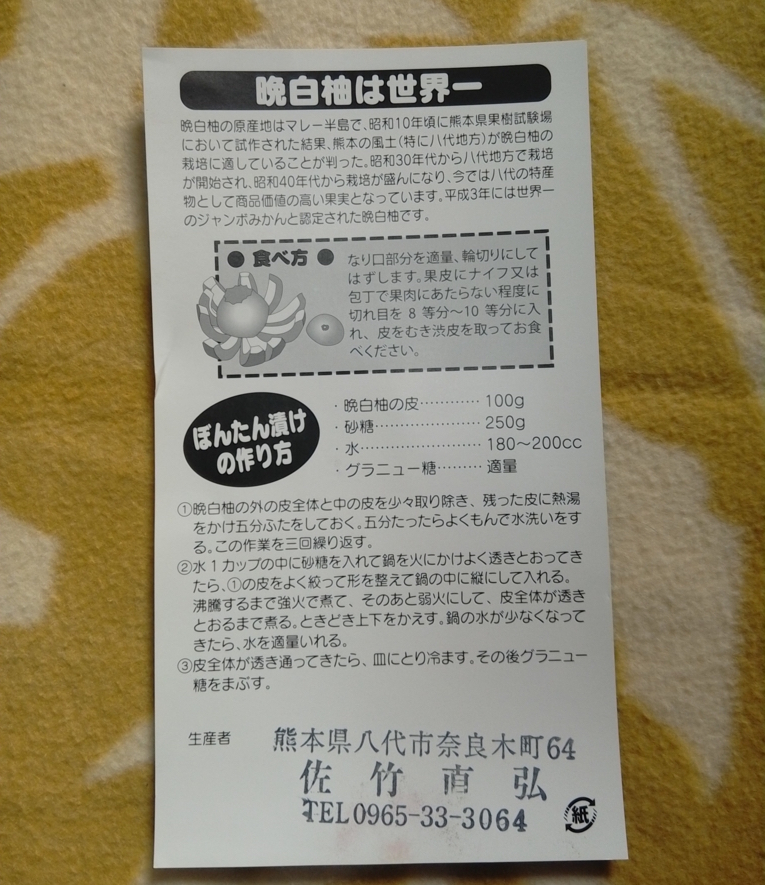 晩白柚は世界一
晩白柚の原産地はマレー半島で、昭和10年頃に熊本県果樹試験場
において試作された結果、熊本の風土(特に八代地方)が晩白柚の
栽培に適していることが判った。昭和30年代から八代地方で栽培
が開始され、昭和40年代から栽培が盛んになり、今では八代の特産
物として商品価値の高い果実となっています。平成3年には世界一
のジャンボみかんと認定された晩白柚です。
● 食べ方 ●
なり口部分を適量、輪切りにして
はずします。果皮にナイフ又は
包丁で果肉にあたらない程度に
切れ目を 8 等分〜10 等分に入
れ、皮をむき渋皮を取ってお食
べください。
ぼんたん漬け
の作り方
・晩白柚の皮………… 100g
・砂糖………………… 250g
・水…………………… 180〜200cc
・グラニュー糖……… 適量
①晩白柚の外の皮全体と中の皮を少々取り除き、残った皮に熱湯
をかけ五分ふたをしておく。五分たったらよくもんで水洗いをす
る。この作業を三回繰り返す。
②水1カップの中に砂糖を入れて鍋を火にかけよく透きとおってき
たら、①の皮をよく絞って形を整えて鍋の中に縦にして入れる。
沸騰するまで強火で煮て、そのあと弱火にして、皮全体が透き
とおるまで煮る。ときどき上下をかえす。鍋の水が少なくなって
きたら、水を適量いれる。
③皮全体が透き通ってきたら、皿にとり冷ます。その後グラニュー
糖をまぶす。
生産者 熊本県八代市奈良木町64
佐竹直弘
TEL0965-33-3064
紙